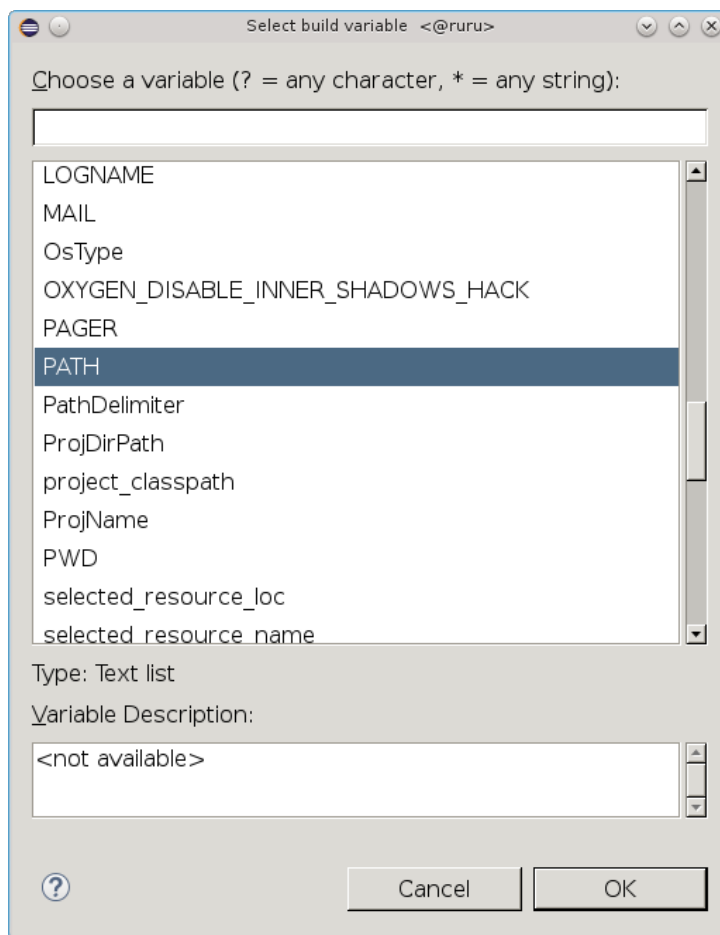 Select build variable <@ruru>
Choose a variable (? = any character, * = any string):
LOGNAME
MAIL
OsType
OXYGEN_DISABLE_INNER_SHADOWS_HACK
PAGER
PATH
PathDelimiter
ProjDirPath
project_classpath
ProjName
PWD
selected_resource_loc
selected_resource_name
Type: Text list
Variable Description:
<not available>
?
Cancel
OK